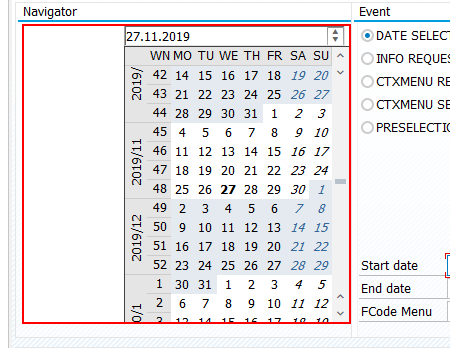 Navigator
Event
27.11.2019
WN MO TU WE TH FR SA SU
2019/
42 14 15 16 17 18 19 20
43 21 22 23 24 25 26 27
44 28 29 30 31 1 2 3
2019/11
45 4 5 6 7 8 9 10
46 11 12 13 14 15 16 17
47 18 19 20 21 22 23 24
48 25 26 27 28 29 30 1
2019/12
49 2 3 4 5 6 7 8
50 9 10 11 12 13 14 15
51 16 17 18 19 20 21 22
52 23 24 25 26 27 28 29
1 30 31 1 2 3 4 5
0/1
2 6 7 8 9 10 11 12
3 13 14 15 16 17 18 19
DATE SELECT
INFO REQUES
CTXMENU RE
CTXMENU SE
PRESELECTIO
Start date
End date
FCode Menu